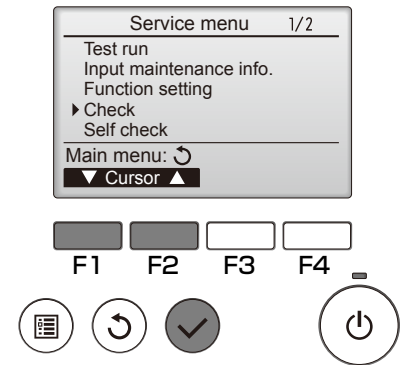 Service menu 1/2
Test run
Input maintenance info.
Function setting
Check
Self check
Main menu:
▼ Cursor ▲
F1 F2 F3 F4